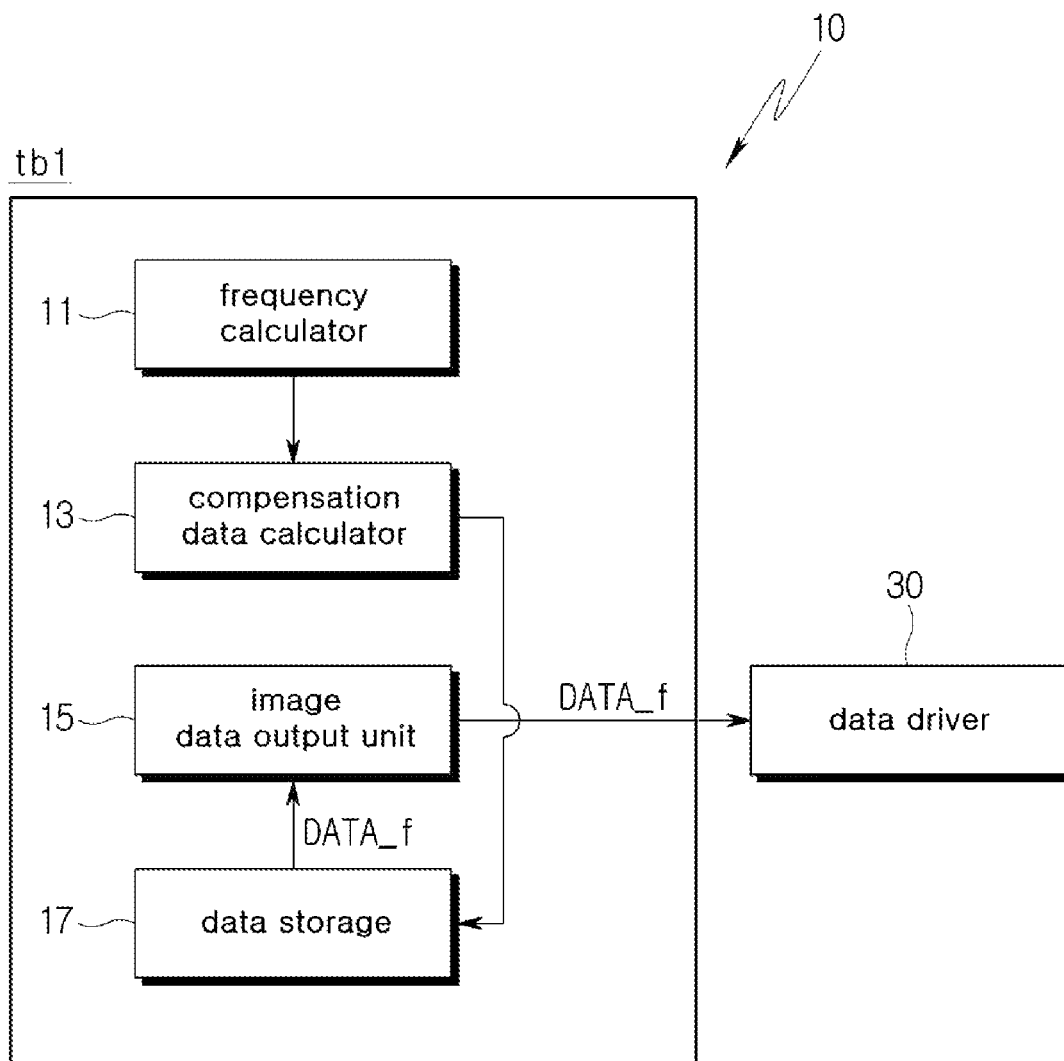 10
tb1
11
frequency
calculator
13
compensation
data calculator
30
15
image
data output unit
DATA_f
data driver
DATA_f
17
data storage